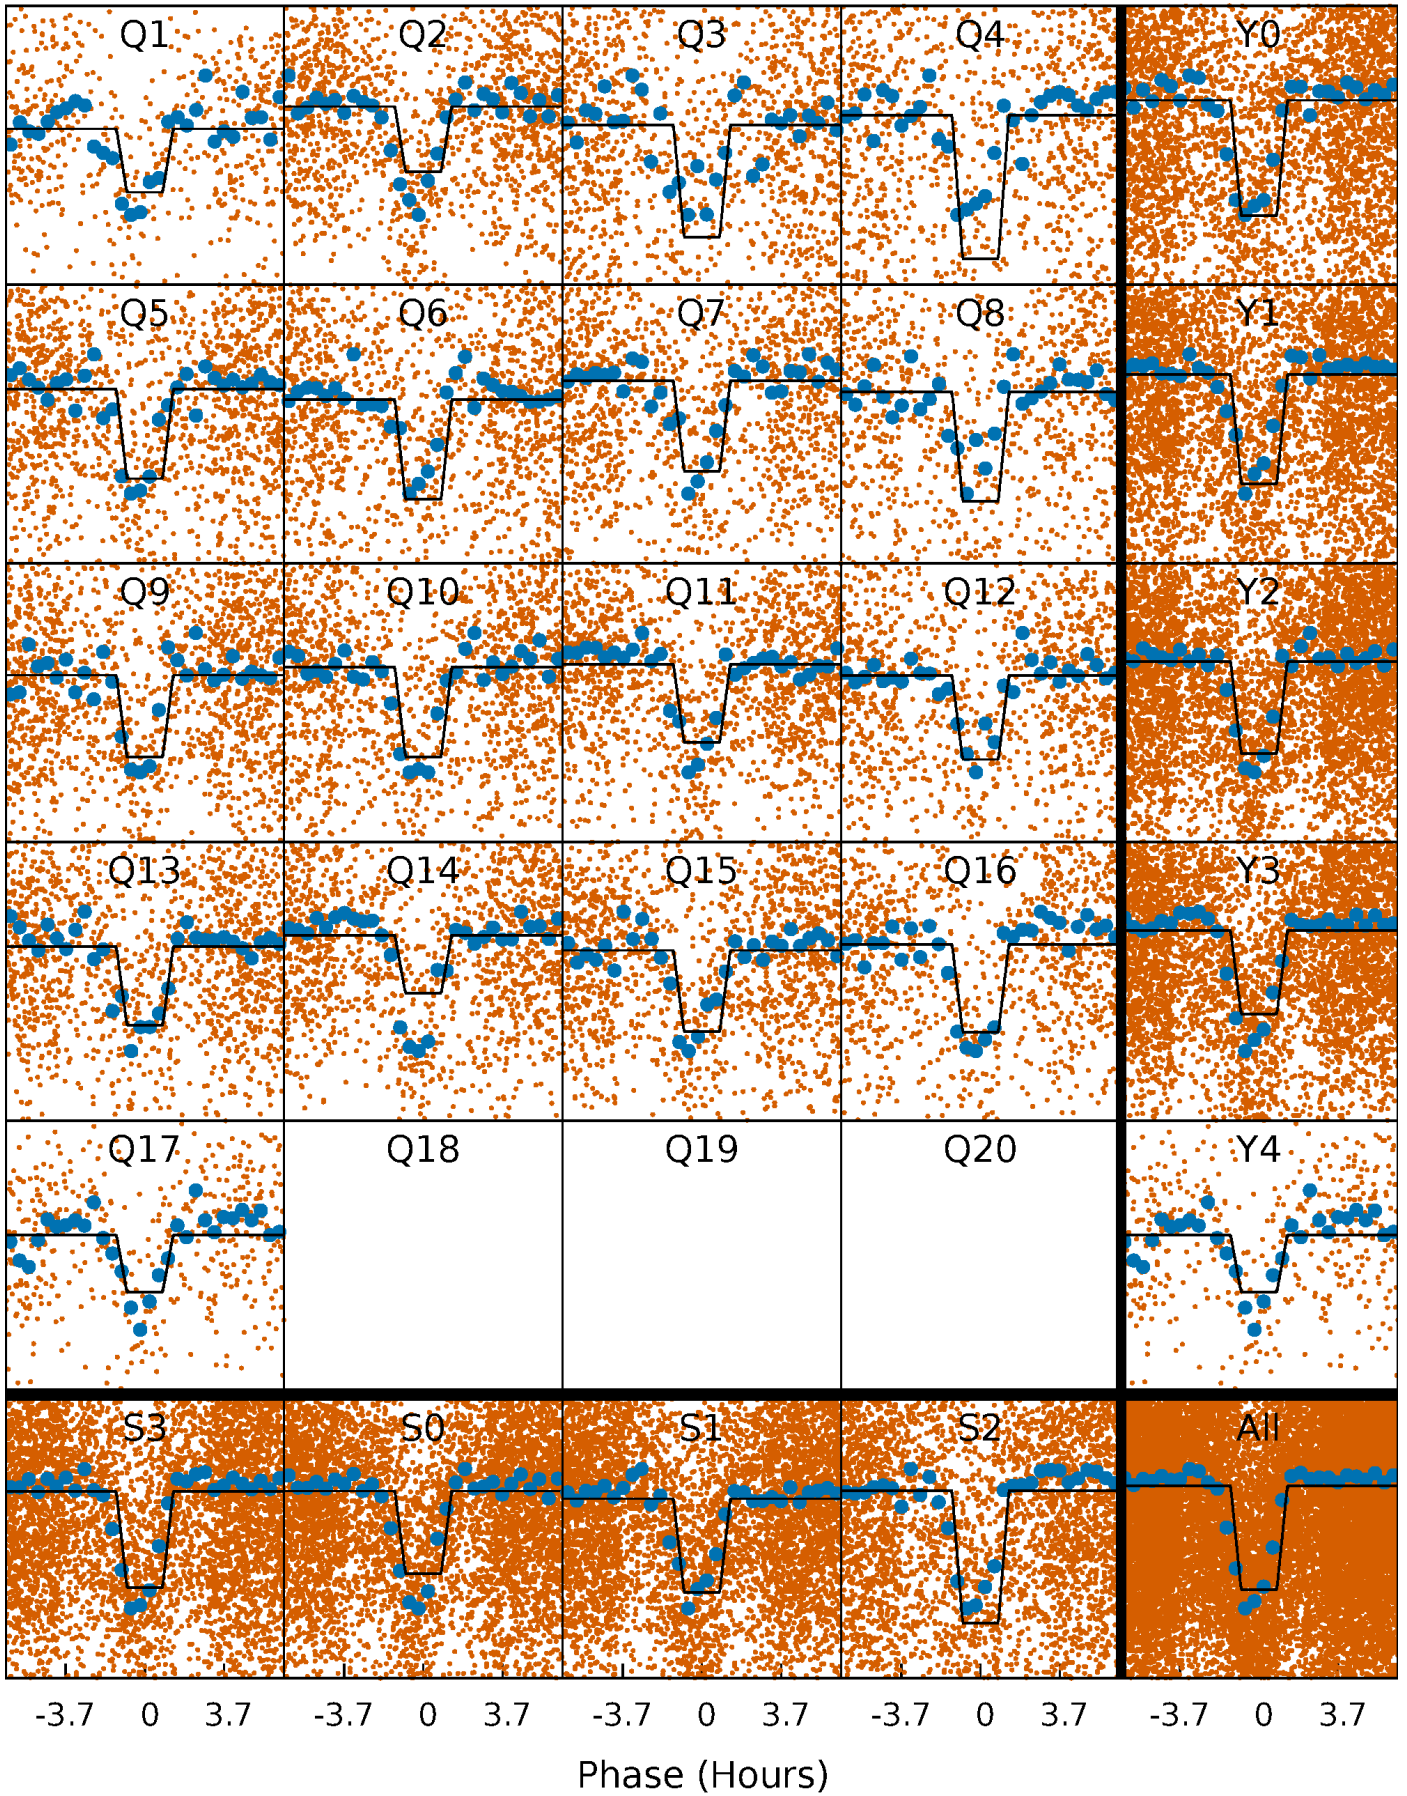 Q1 Q2 Q3 Q4 Y0
Q5 Q6 Q7 Q8 Y1
Q9 Q10 Q11 Q12 Y2
Q13 Q14 Q15 Q16 Y3
Q17 Q18 Q19 Q20 Y4
S3 S0 S1 S2 All
-3.7 0 3.7 -3.7 0 3.7 -3.7 0 3.7 -3.7 0 3.7 -3.7 0 3.7
Phase (Hours)